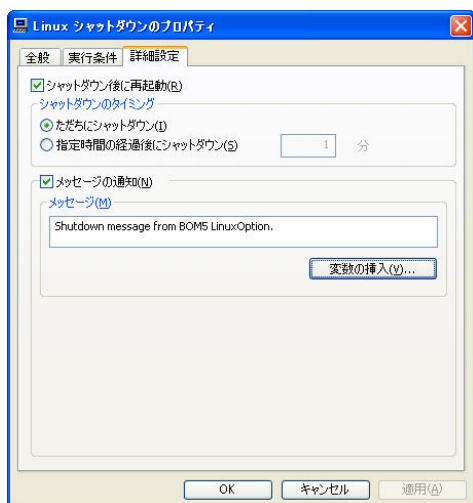 Linux シャットダウンのプロパティ
全般 実行条件 詳細設定
シャットダウン後に再起動(R)
シャットダウンのタイミング
ただちにシャットダウン(I)
指定時間の経過後にシャットダウン(S) 1 分
メッセージの通知(N)
メッセージ(M)
Shutdown message from BOM5 LinuxOption.
変数の挿入(V)...
OK キャンセル 適用(A)